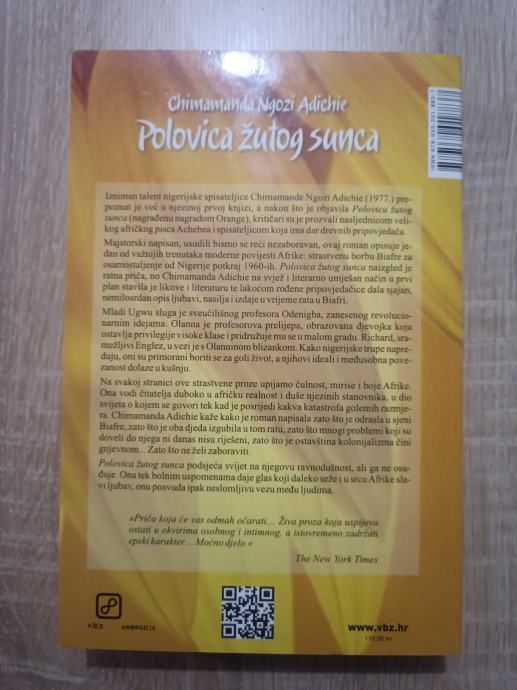 Chimamanda Ngozi Adichie
Polovica žutog sunca
Izniman talent nigerijske spisateljice Chimamande Ngozi Adichie (1977.) pre-
poznat je već u njezinoj prvoj knjizi, a nakon što je objavila Polovicu žutog
sunca (nagrađenu nagradom Orange), kritičari su je prozvali nasljednicom veli-
kog afričkog pisca Achebea i spisateljicom koja ima dar drevnih pripovjedača.
Majstorski napisan, usudili bismo se reći nezaboravan, ovaj roman opisuje je-
dan od važnijih trenutaka moderne povijesti Afrike: strastvenu borbu Biafre za
osamostaljenje od Nigerije potkraj 1960-ih. Polovica žutog sunca naizgled je
ratna priča, no Chimamanda Adichie na svjež i literarno umješan način u prvi
plan stavlja je likove i literaturu te lakoćom rođene pripovjedačice dala sjajan,
nemilosrdan opis ljubavi, nasilja i izdaje u vrijeme rata u Biafri.
Mladi Ugwu sluga je sveučilišnog profesora Odenigba, zanesenog revolucio-
narnim idejama. Olanna je profesorova prelijepa, obrazovana djevojka koja
ostavlja privilegije visoke klase i pridružuje mu se u malom gradu. Richard, sra-
mežljivi Englez, u vezi je s Olanninom blizankom. Kako nigerijske trupe napre-
duju, oni su primorani boriti se za goli život, a njihovi ideali i međusobna pove-
zanost dolaze u kušnju.
Na svakoj stranici ove strastvene proze upijamo čulnost, mirise i boje Afrike.
Ona vodi čitatelja duboko u afričku realnost i duše njezinih stanovnika, u dio
svijeta o kojem se govori tek kad je posrijedi kakva katastrofa golemih razmje-
ra. Chimamanda Adichie kaže kako je roman napisala zato što je odrasla u sjeni
Biafre, zato što je oba djeda izgubila u tom ratu, zato što mnogi problemi koji su
doveli do njega ni danas nisu riješeni, zato što je ostavština kolonijalizma čini
gnjevnom... Zato što ne želi zaboraviti.
Polovica žutog sunca podsjeća svijet na njegovu ravnodušnost, ali ga ne osu-
đuje. Ona tek bolnim uspomenama daje glas koji daleko seže i u srcu Afrike sla-
vi ljubav, onu posvuda ipak neslomljivu vezu među ljudima.
»Priča koja će vas odmah očarati... Živa proza koja uspijeva
ostati u okvirima osobnog i intimnog, a istovremeno zadržati
epski karakter... Moćno djelo.«
The New York Times
v|b|z
AMBROZIJA
www.vbz.hr
119,00 kn